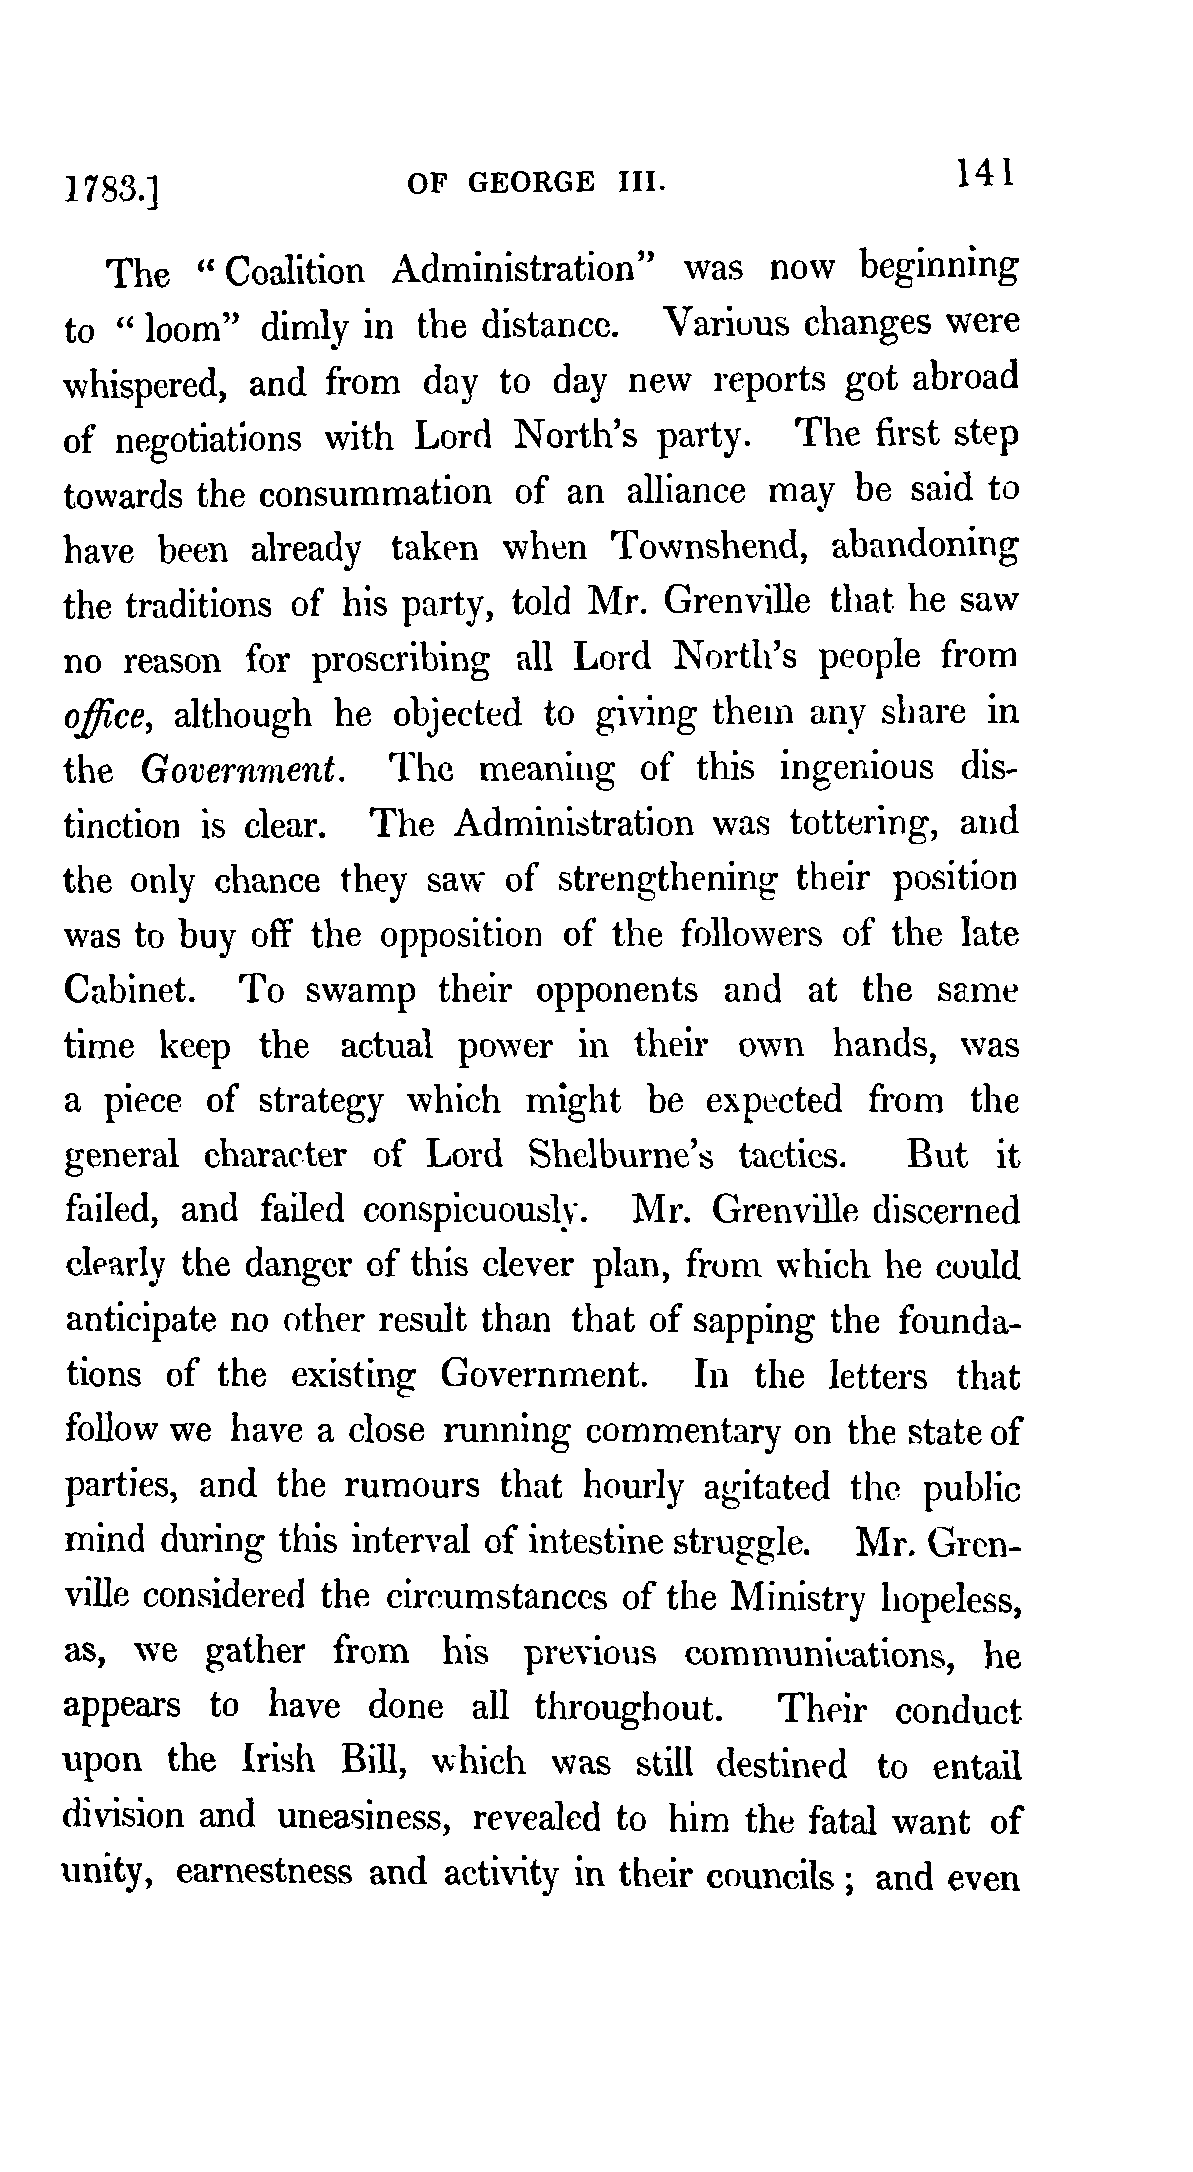 1783.] OF GEORGE III. 141
The “ Coalition Administration” was now beginning
to “ loom” dimly in the distance. Various changes were
whispered, and from day to day new reports got abroad
of negotiations with Lord North’s party. The first step
towards the consummation of an alliance may be said to
have been already taken when Townshend, abandoning
the traditions of his party, told Mr. Grenville that he saw
no reason for proscribing all Lord North’s people from
office, although he objected to giving them any share in
the Government. The meaning of this ingenious dis-
tinction is clear. The Administration was tottering, and
the only chance they saw of strengthening their position
was to buy off the opposition of the followers of the late
Cabinet. To swamp their opponents and at the same
time keep the actual power in their own hands, was
a piece of strategy which might be expected from the
general character of Lord Shelburne’s tactics. But it
failed, and failed conspicuously. Mr. Grenville discerned
clearly the danger of this clever plan, from which he could
anticipate no other result than that of sapping the founda-
tions of the existing Government. In the letters that
follow we have a close running commentary on the state of
parties, and the rumours that hourly agitated the public
mind during this interval of intestine struggle. Mr. Gren-
ville considered the circumstances of the Ministry hopeless,
as, we gather from his previous communications, he
appears to have done all throughout. Their conduct
upon the Irish Bill, which was still destined to entail
division and uneasiness, revealed to him the fatal want of
unity, earnestness and activity in their councils ; and even